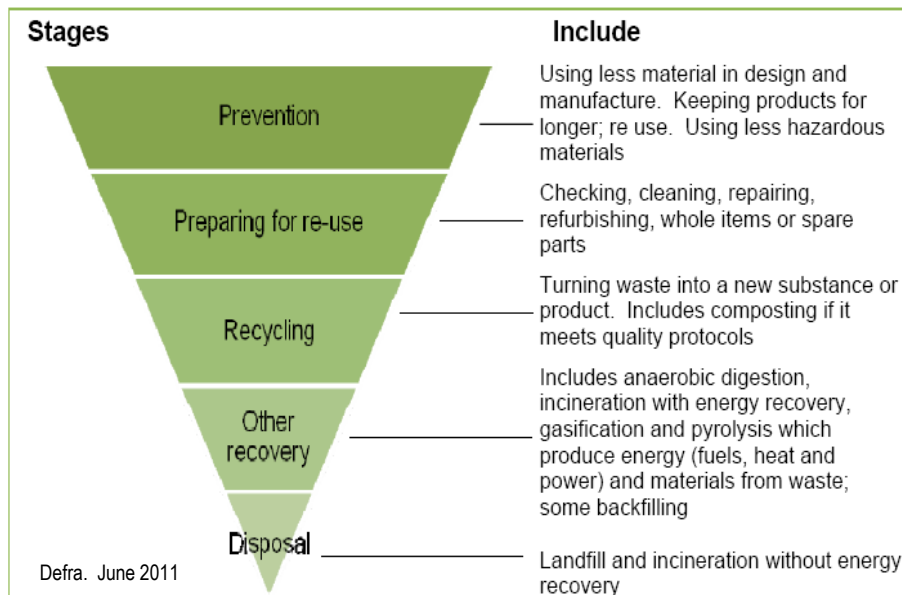 Stages
Include
Prevention
Using less material in design and
manufacture.  Keeping products for
longer; re use.  Using less hazardous
materials
Preparing for re-use
Checking, cleaning, repairing,
refurbishing, whole items or spare
parts
Recycling
Turning waste into a new substance or
product.  Includes composting if it
meets quality protocols
Other
recovery
Includes anaerobic digestion,
incineration with energy recovery,
gasification and pyrolysis which
produce energy (fuels, heat and
power) and materials from waste;
some backfilling
Disposal
Landfill and incineration without energy
recovery
Defra.  June 2011